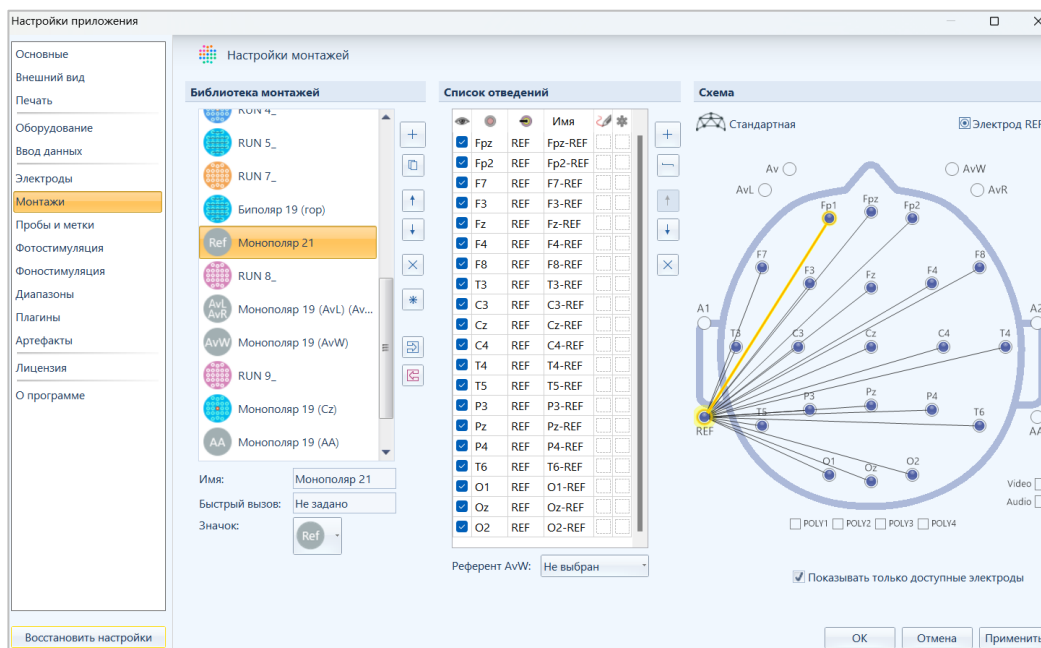 Настройки приложения
Основные
Внешний вид
Печать
Оборудование
Ввод данных
Электроды
Монтажи
Пробы и метки
Фотостимуляция
Фоностимуляция
Диапазоны
Плагины
Артефакты
Лицензия
О программе
Восстановить настройки
Настройки монтажей
Библиотека монтажей
RUN 4_
RUN 5_
RUN 7_
Биполяр 19 (гор)
Ref Монополяр 21
RUN 8_
AvL AvR Монополяр 19 (AvL) (Av...
AvW Монополяр 19 (AvW)
RUN 9_
Монополяр 19 (Cz)
AA Монополяр 19 (AA)
Имя: Монополяр 21
Быстрый вызов: Не задано
Значок: Ref
Список отведений
Имя
Fpz REF Fpz-REF
Fp2 REF Fp2-REF
F7 REF F7-REF
F3 REF F3-REF
Fz REF Fz-REF
F4 REF F4-REF
F8 REF F8-REF
T3 REF T3-REF
C3 REF C3-REF
Cz REF Cz-REF
C4 REF C4-REF
T4 REF T4-REF
T5 REF T5-REF
P3 REF P3-REF
Pz REF Pz-REF
P4 REF P4-REF
T6 REF T6-REF
O1 REF O1-REF
Oz REF Oz-REF
O2 REF O2-REF
Референт AvW: Не выбран
Схема
Стандартная Электрод REF
Av AvW
AvL AvR
Fp1 Fpz Fp2
F7 F3 Fz F4 F8
A1 A2
T3 C3 Cz C4 T4
T5 P3 Pz P4 T6
REF AA
O1 Oz O2
Video
Audio
POLY1 POLY2 POLY3 POLY4
Показывать только доступные электроды
ОК Отмена Применить